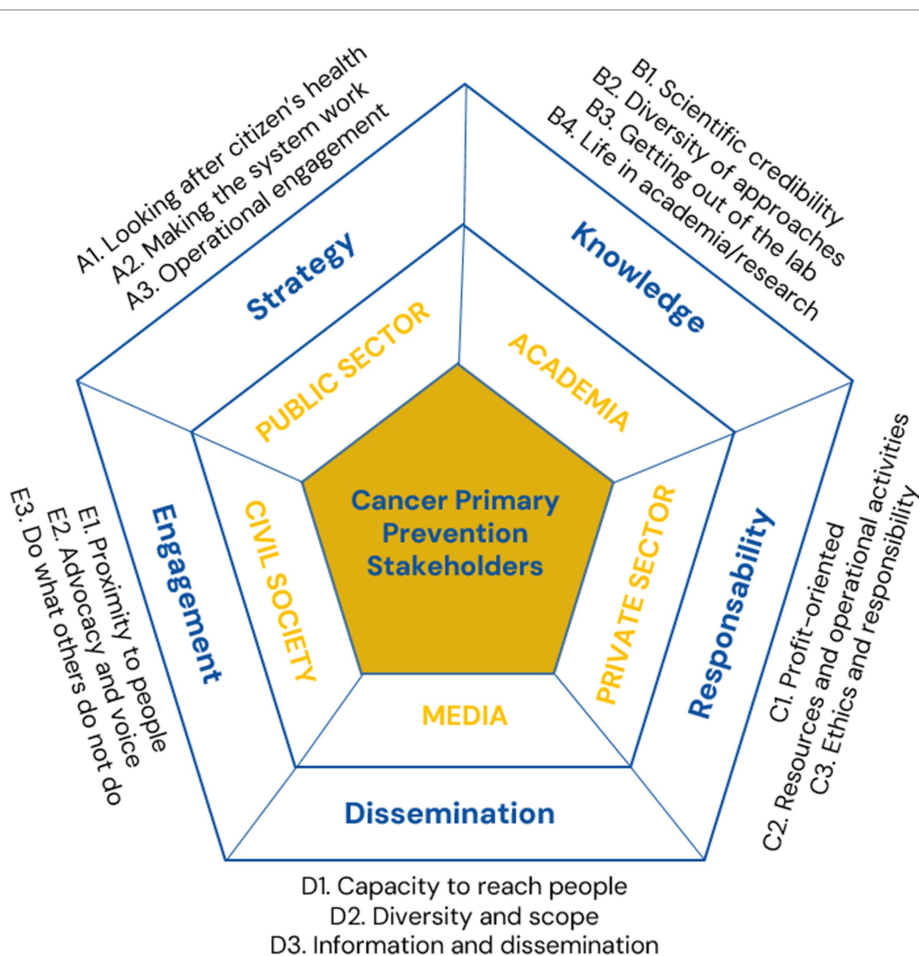 A1. Looking after citizen's health
A2. Making the system work
A3. Operational engagement
B1. Scientific credibility
B2. Diversity of approaches
B3. Getting out of the lab
B4. Life in academia/research
Strategy
Knowledge
PUBLIC SECTOR
ACADEMIA
Cancer Primary
Prevention
Stakeholders
Engagement
CIVIL SOCIETY
PRIVATE SECTOR
Responsability
E1. Proximity to people
E2. Advocacy and voice
E3. Do what others do not do
C1. Profit-oriented
C2. Resources and operational activities
C3. Ethics and responsibility
MEDIA
Dissemination
D1. Capacity to reach people
D2. Diversity and scope
D3. Information and dissemination